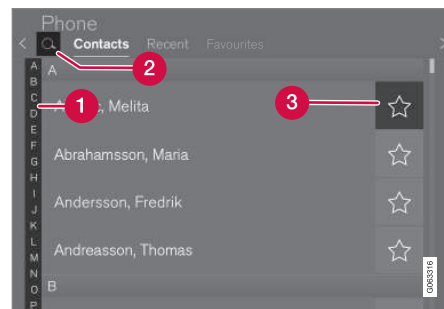 Phone
Contacts Recent Favourites
2
A
A
B
C
D
E
F
G
H
I
J
K
L
M
N
O
P
1
, Melita
3
Abrahamsson, Maria
Andersson, Fredrik
Andreasson, Thomas
B
G063316